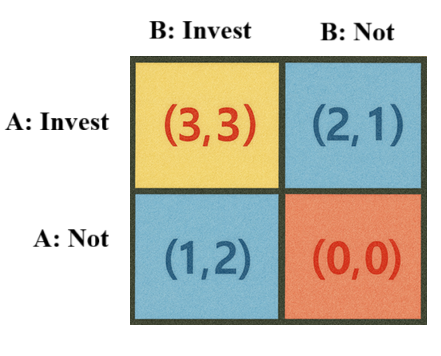 B: Invest B: Not
A: Invest (3,3) (2,1)
A: Not (1,2) (0,0)